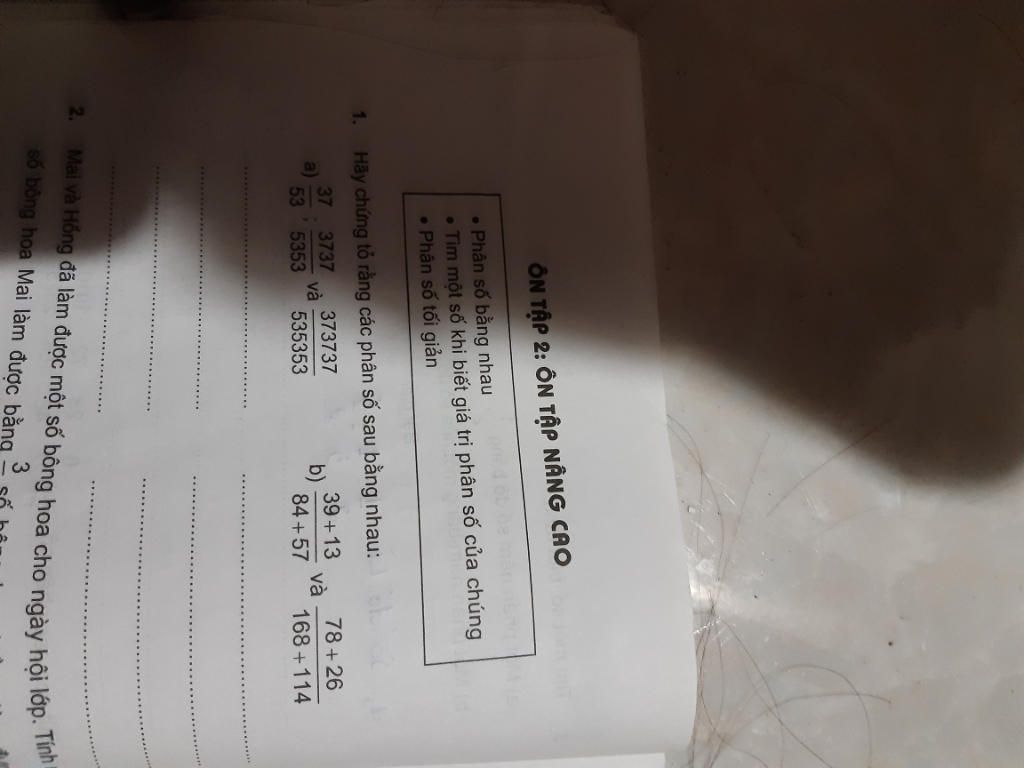 ÔN TẬP 2: ÔN TẬP NÂNG CAO
• Phân số bằng nhau
• Tìm một số khi biết giá trị phân số của chúng
• Phân số tối giản
1. Hãy chứng tỏ rằng các phân số sau bằng nhau:
a) 37/53 ; 3737/5353 và 373737/535353 b) 39 + 13/84 + 57 và 78 + 26/168 + 114
2. Mai và Hồng đã làm được một số bông hoa cho ngày hội lớp. Tính
số bông hoa Mai làm được bằng 3 số